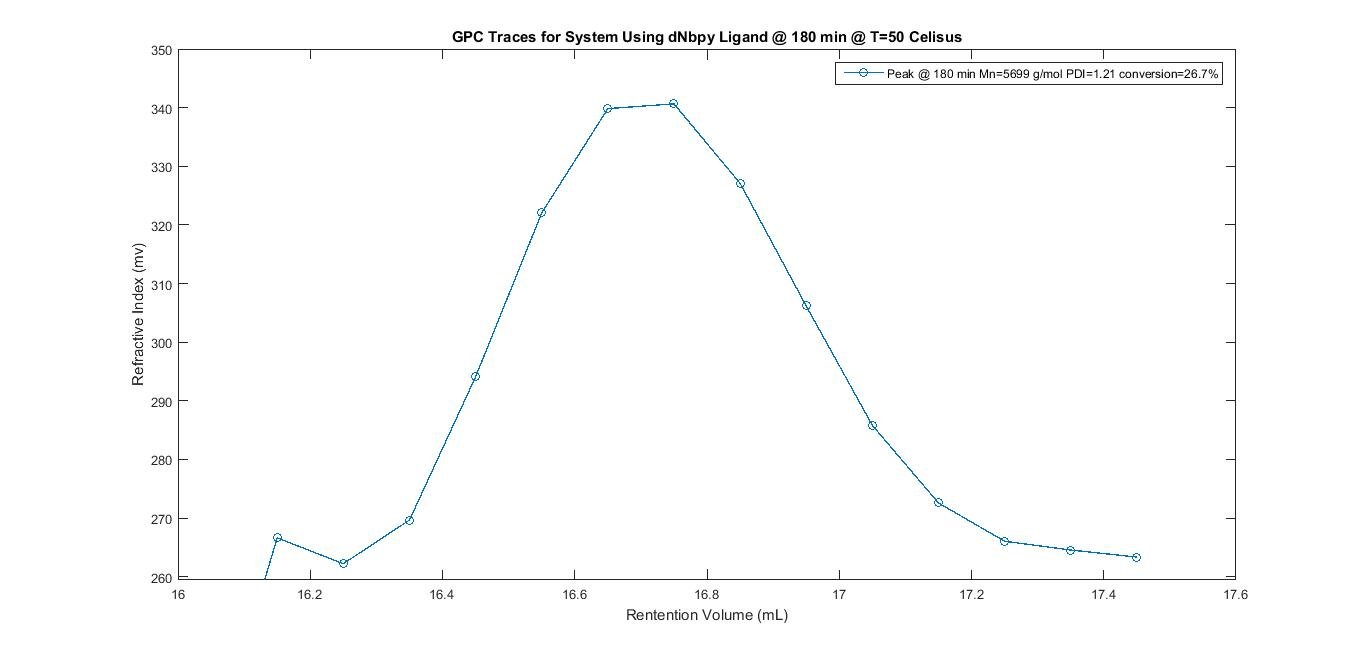 GPC Traces for System Using dNbpy Ligand @ 180 min @ T=50 Celisus
350
340
330
320
310
300
290
280
270
260
Refractive Index (mv)
Peak @ 180 min Mn=5699 g/mol PDI=1.21 conversion=26.7%
16 16.2 16.4 16.6 16.8 17 17.2 17.4 17.6
Rentention Volume (mL)